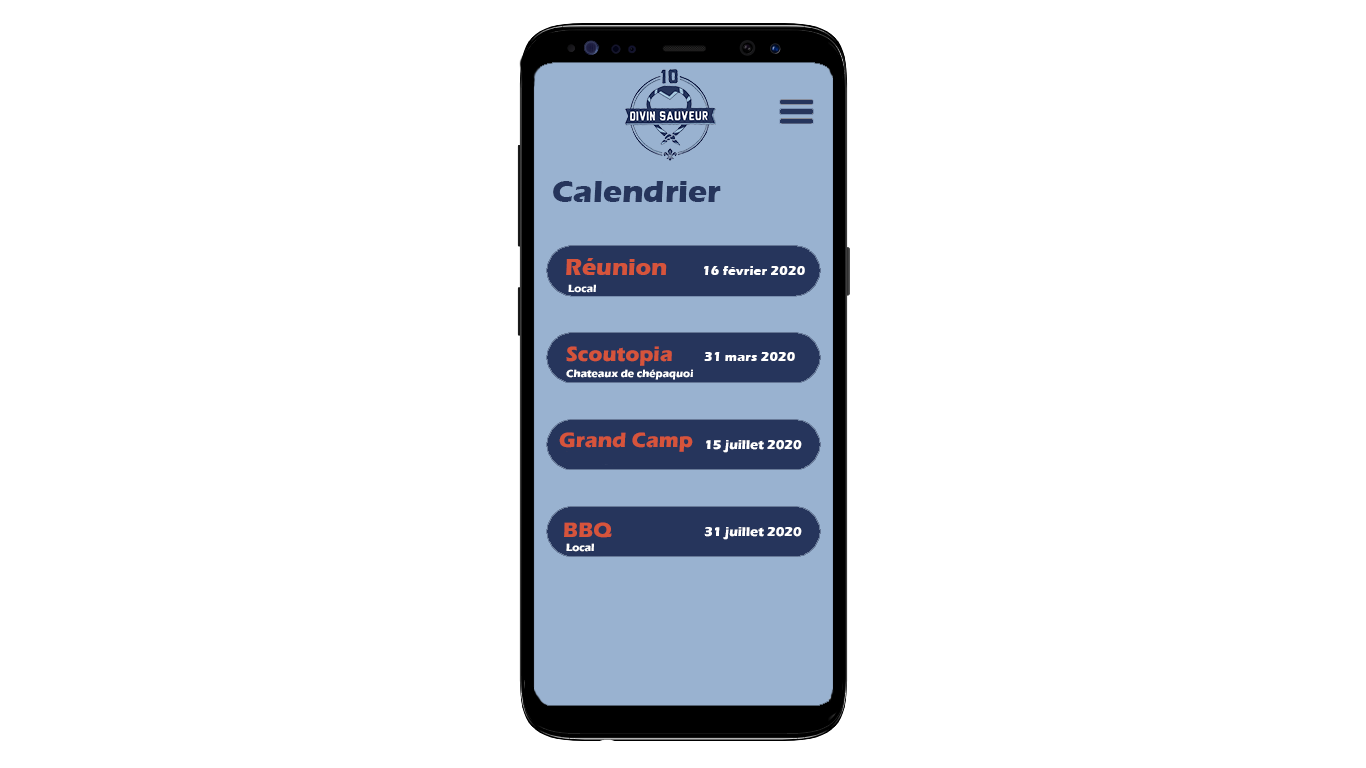 10
DIVIN SAUVEUR
Calendrier
Réunion 16 février 2020
Local
Scoutopia 31 mars 2020
Chateaux de chépaquoi
Grand Camp 15 juillet 2020
BBQ 31 juillet 2020
Local